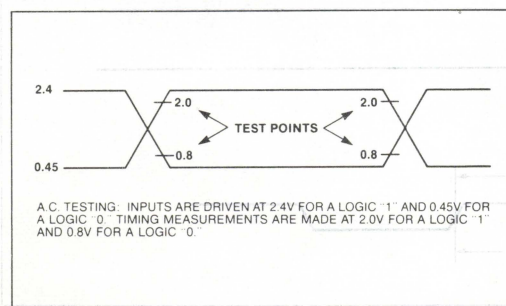 2.4
2.0 2.0
TEST POINTS
0.8 0.8
0.45
A.C. TESTING: INPUTS ARE DRIVEN AT 2.4V FOR A LOGIC "1" AND 0.45V FOR
A LOGIC "0." TIMING MEASUREMENTS ARE MADE AT 2.0V FOR A LOGIC "1"
AND 0.8V FOR A LOGIC "0."